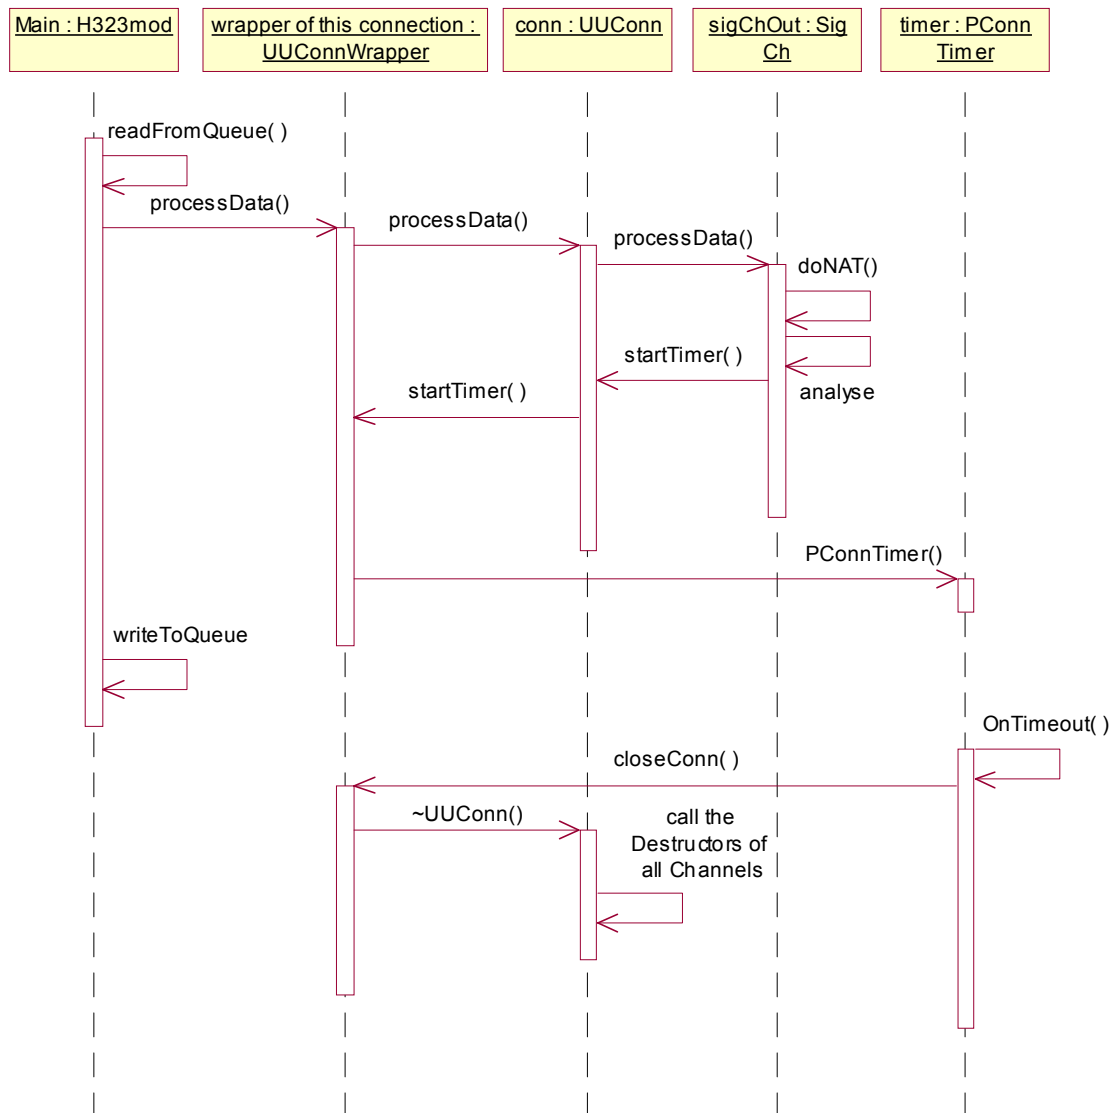 Main : H323mod
wrapper of this connection :
UUConnWrapper
conn : UUConn
sigChOut : Sig
Ch
timer : PConn
Timer
readFromQueue( )
processData()
processData()
processData()
doNAT()
startTimer( )
analyse
startTimer( )
PConnTimer()
writeToQueue
OnTimeout( )
closeConn( )
~UUConn()
call the
Destructors of
all Channels